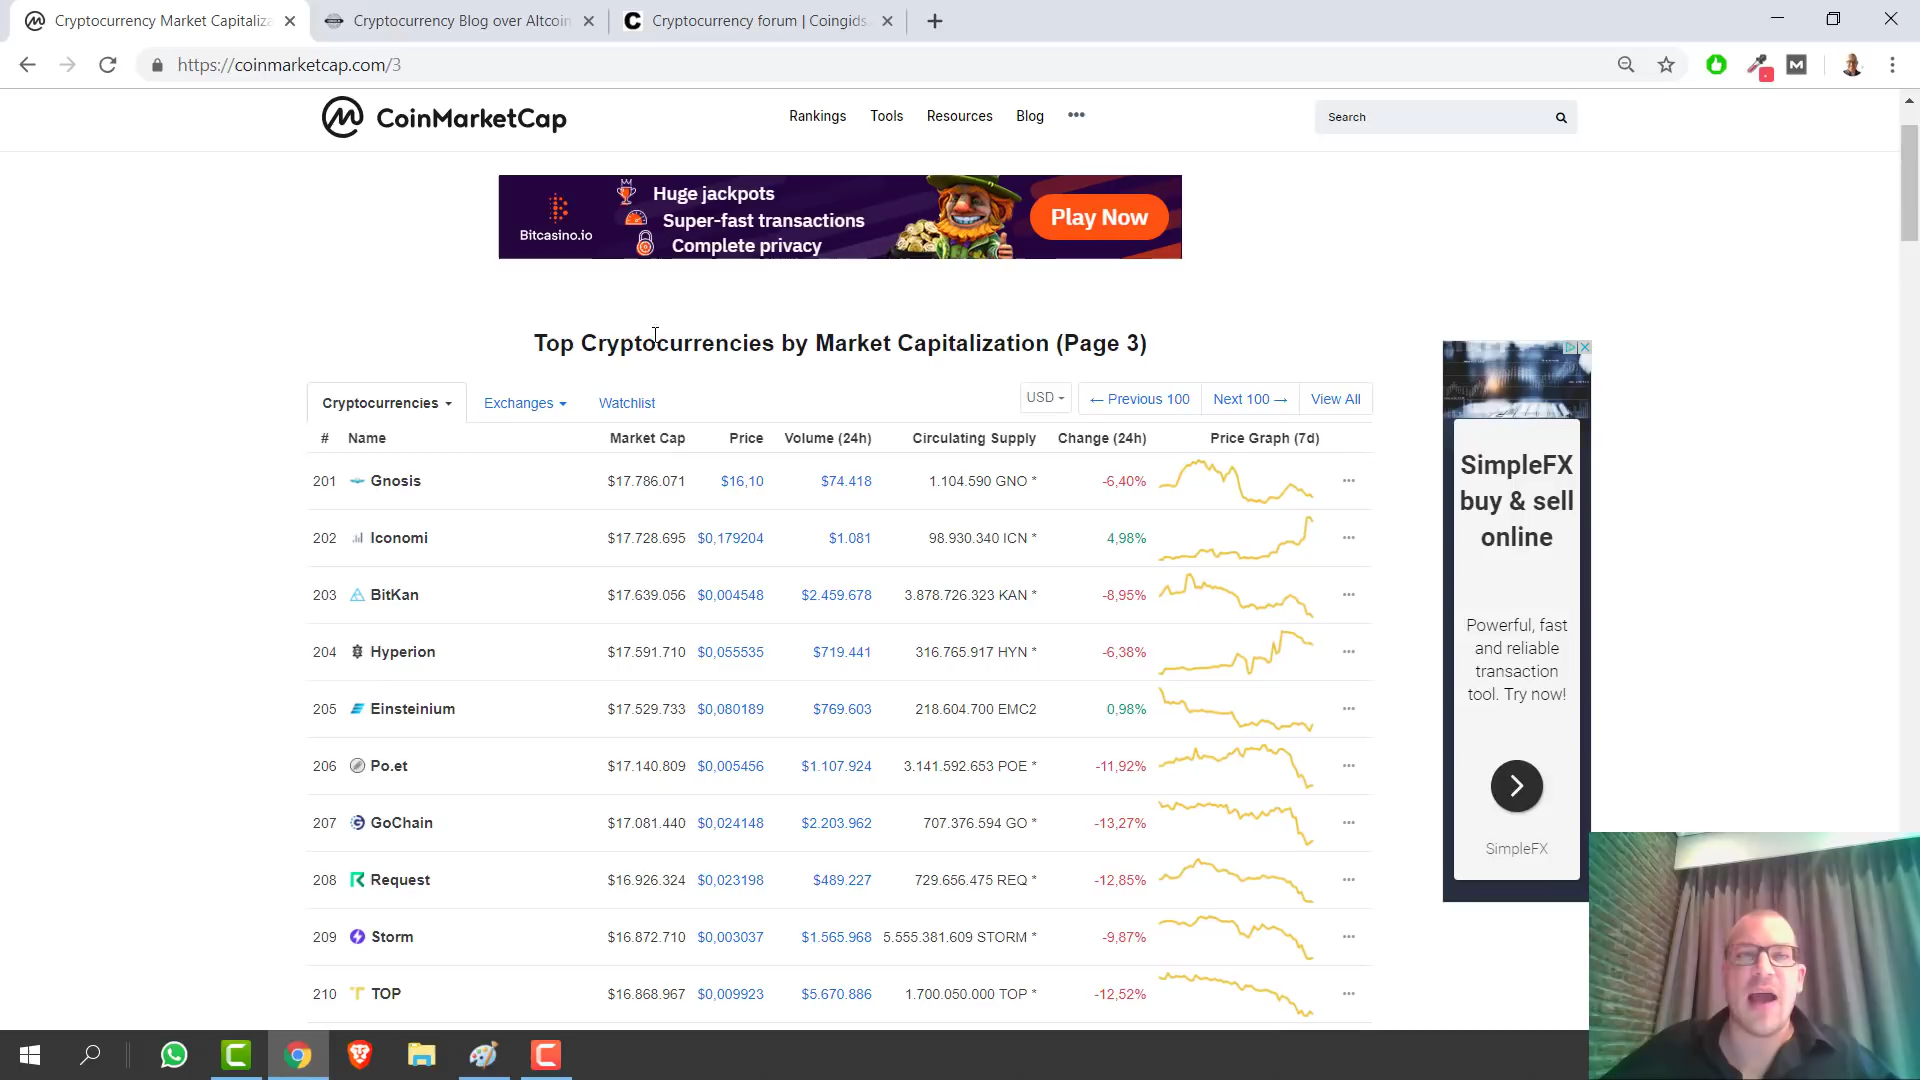 Cryptocurrency Market Capitaliza
Cryptocurrency Blog over Altcoin
C Cryptocurrency forum | Coingids.
https://coinmarketcap.com/3
M
CoinMarketCap
Rankings Tools Resources Blog •••
Search
Bitcasino.io
Huge jackpots
Super-fast transactions
Complete privacy
Play Now
Top Cryptocurrencies by Market Capitalization (Page 3)
Cryptocurrencies Exchanges Watchlist USD ← Previous 100 Next 100 → View All
# Name Market Cap Price Volume (24h) Circulating Supply Change (24h) Price Graph (7d)
201 Gnosis $17.786.071 $16,10 $74.418 1.104.590 GNO * -6,40%
202 Iconomi $17.728.695 $0,179204 $1.081 98.930.340 ICN * 4,98%
203 BitKan $17.639.056 $0,004548 $2.459.678 3.878.726.323 KAN * -8,95%
204 Hyperion $17.591.710 $0,055535 $719.441 316.765.917 HYN * -6,38%
205 Einsteinium $17.529.733 $0,080189 $769.603 218.604.700 EMC2 0,98%
206 Po.et $17.140.809 $0,005456 $1.107.924 3.141.592.653 POE * -11,92%
207 GoChain $17.081.440 $0,024148 $2.203.962 707.376.594 GO * -13,27%
208 Request $16.926.324 $0,023198 $489.227 729.656.475 REQ * -12,85%
209 Storm $16.872.710 $0,003037 $1.565.968 5.555.381.609 STORM * -9,87%
210 TOP $16.868.967 $0,009923 $5.670.886 1.700.050.000 TOP * -12,52%
SimpleFX
buy & sell
online
Powerful, fast
and reliable
transaction
tool. Try now!
SimpleFX